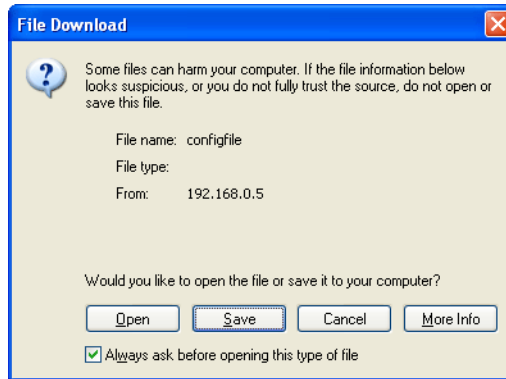 File Download
Some files can harm your computer. If the file information below
looks suspicious, or you do not fully trust the source, do not open or
save this file.
File name: configfile
File type:
From: 192.168.0.5
Would you like to open the file or save it to your computer?
Open Save Cancel More Info
Always ask before opening this type of file